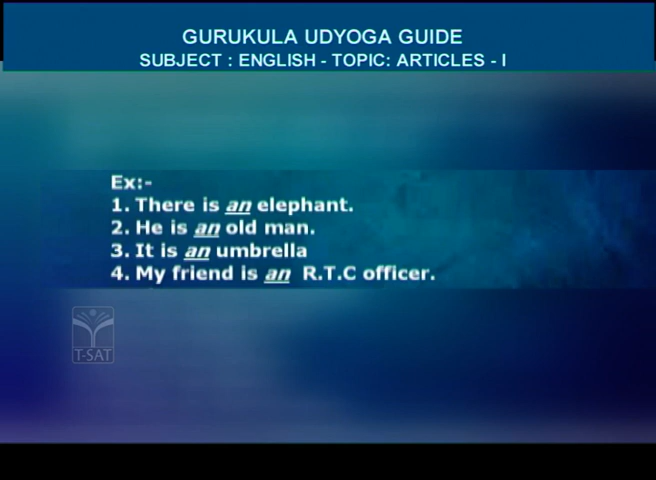 GURUKULA UDYOGA GUIDE
SUBJECT : ENGLISH - TOPIC: ARTICLES - I
Ex:-
1. There is an elephant.
2. He is an old man.
3. It is an umbrella
4. My friend is an R.T.C officer.
T-SAT